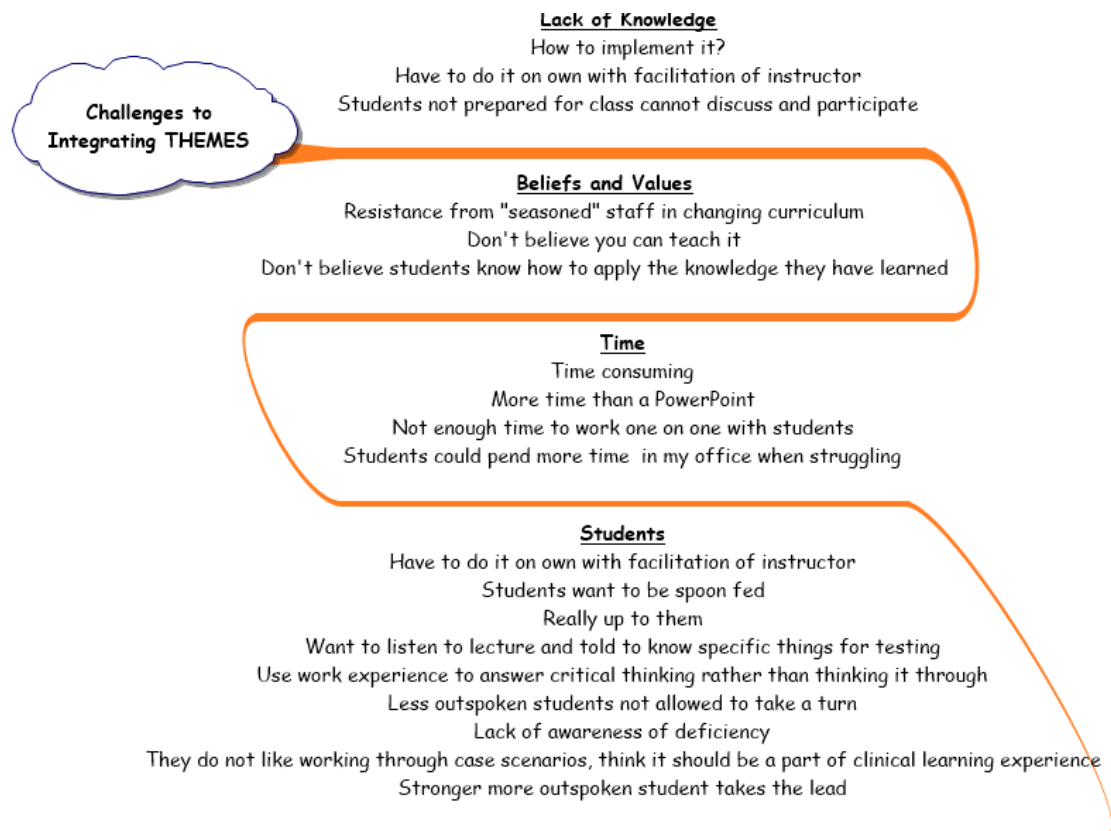 Challenges to
Integrating THEMES
Lack of Knowledge
How to implement it?
Have to do it on own with facilitation of instructor
Students not prepared for class cannot discuss and participate
Beliefs and Values
Resistance from "seasoned" staff in changing curriculum
Don't believe you can teach it
Don't believe students know how to apply the knowledge they have learned
Time
Time consuming
More time than a PowerPoint
Not enough time to work one on one with students
Students could pend more time  in my office when struggling
Students
Have to do it on own with facilitation of instructor
Students want to be spoon fed
Really up to them
Want to listen to lecture and told to know specific things for testing
Use work experience to answer critical thinking rather than thinking it through
Less outspoken students not allowed to take a turn
Lack of awareness of deficiency
They do not like working through case scenarios, think it should be a part of clinical learning experience
Stronger more outspoken student takes the lead